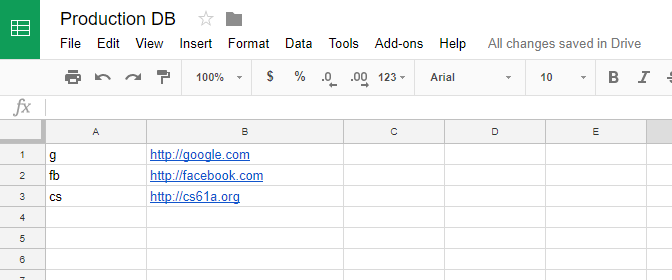 Production DB
File Edit View Insert Format Data Tools Add-ons Help All changes saved in Drive
100% $ % .0 .00 123 Arial 10 B I S
fx
A B C D E
1 g http://google.com
2 fb http://facebook.com
3 cs http://cs61a.org
4
5
6
7